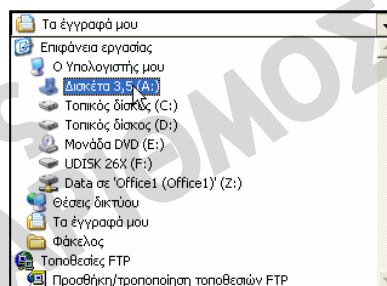 Τα έγγραφά μου
Επιφάνεια εργασίας
Ο Υπολογιστής μου
Δισκέτα 3,5 (A:)
Τοπικός δίσκος (C:)
Τοπικός δίσκος (D:)
Μονάδα DVD (E:)
UDISK 26X (F:)
Data σε 'Office1 (Office1)' (Z:)
Θέσεις δικτύου
Τα έγγραφά μου
Φάκελος
Τοποθεσίες FTP
Προσθήκη/τροποποίηση τοποθεσιών FTP